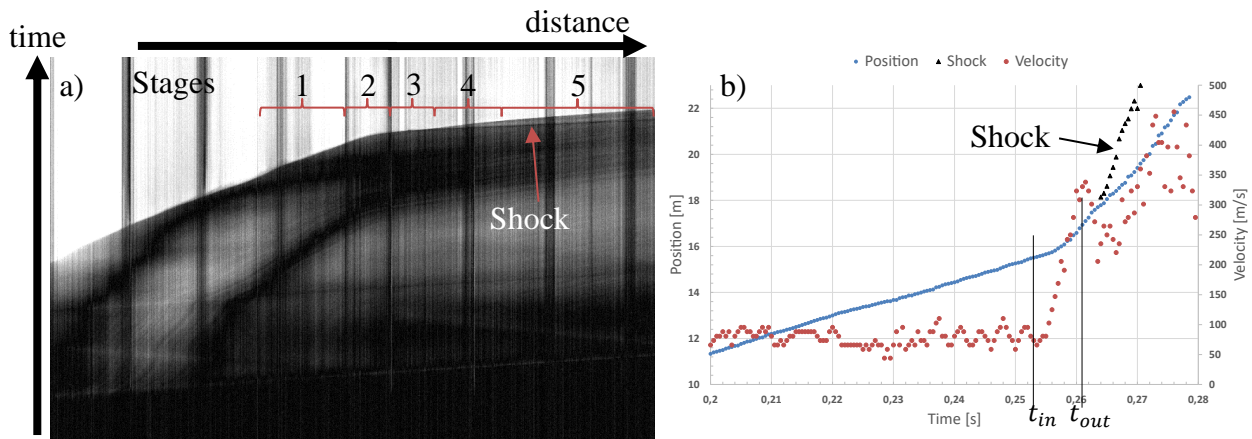 distance
time
a)
Stages
1 2 3 4 5
Shock
Position Shock Velocity
b)
Shock
22
20
18
16
14
12
10
Position [m]
500
450
400
350
300
250
200
150
100
50
0
Velocity [m/s]
0,2 0,21 0,22 0,23 0,24 0,25 0,26 0,27 0,28
Time [s]
t_in t_out